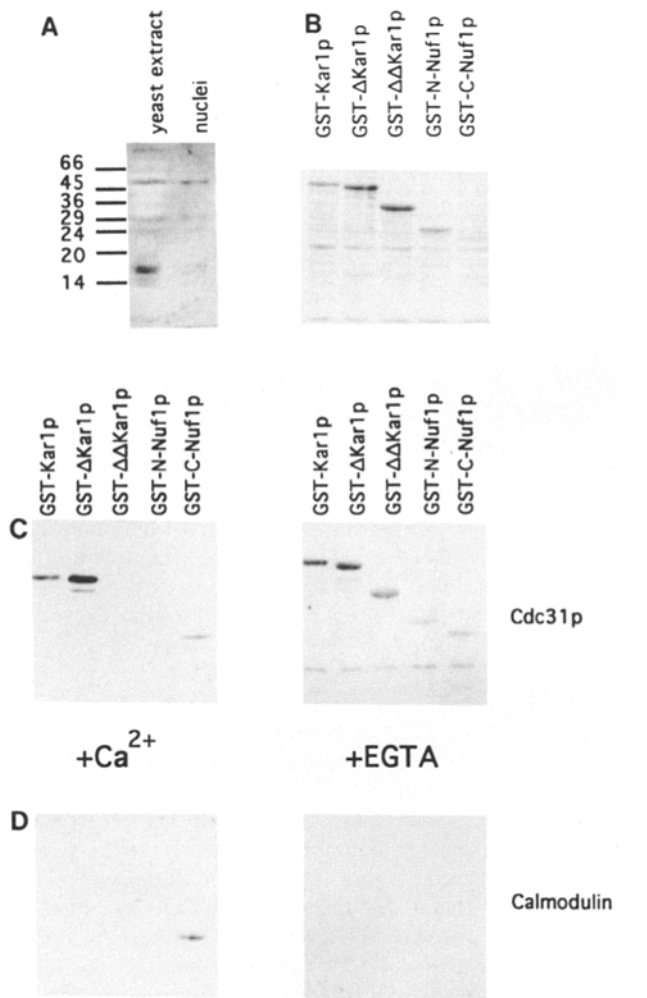 A
yeast extract
nuclei
66
45
36
29
24
20
14
B
GST-Kar1p
GST-ΔKar1p
GST-ΔΔKar1p
GST-N-Nuf1p
GST-C-Nuf1p
C
GST-Kar1p
GST-ΔKar1p
GST-ΔΔKar1p
GST-N-Nuf1p
GST-C-Nuf1p
GST-Kar1p
GST-ΔKar1p
GST-ΔΔKar1p
GST-N-Nuf1p
GST-C-Nuf1p
Cdc31p
+Ca2+
+EGTA
D
Calmodulin